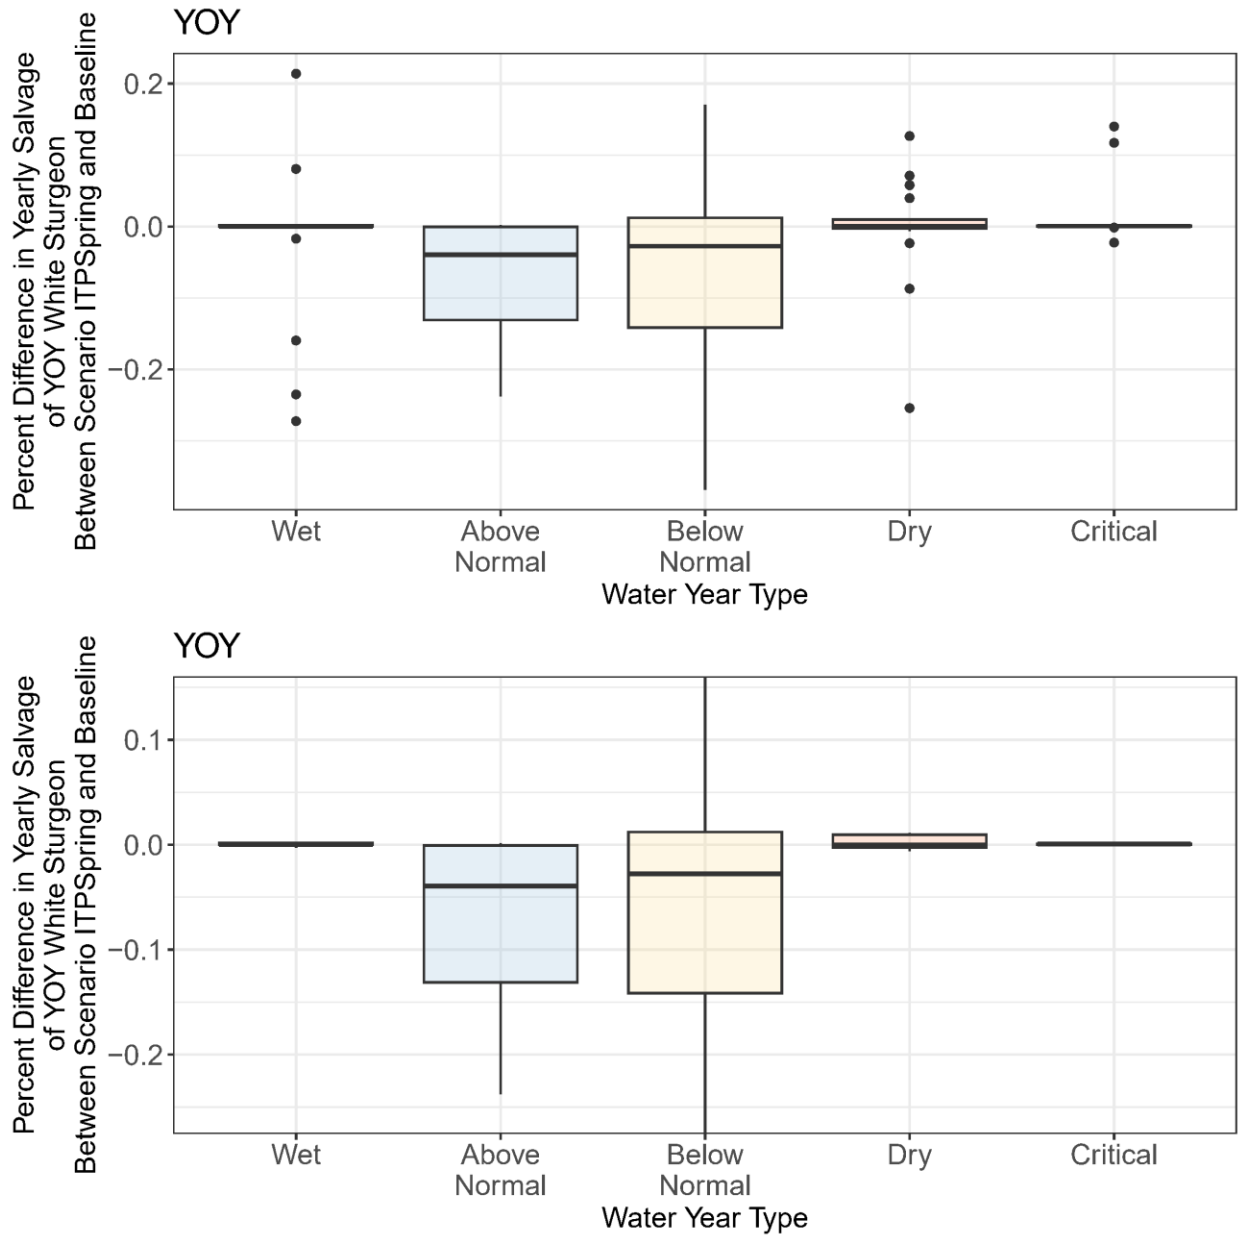 YOY
Percent Difference in Yearly Salvage
of YOY White Sturgeon
Between Scenario ITPSpring and Baseline
0.2
0.0
−0.2
Wet
Above
Normal
Below
Normal
Dry
Critical
Water Year Type
YOY
Percent Difference in Yearly Salvage
of YOY White Sturgeon
Between Scenario ITPSpring and Baseline
0.1
0.0
−0.1
−0.2
Wet
Above
Normal
Below
Normal
Dry
Critical
Water Year Type